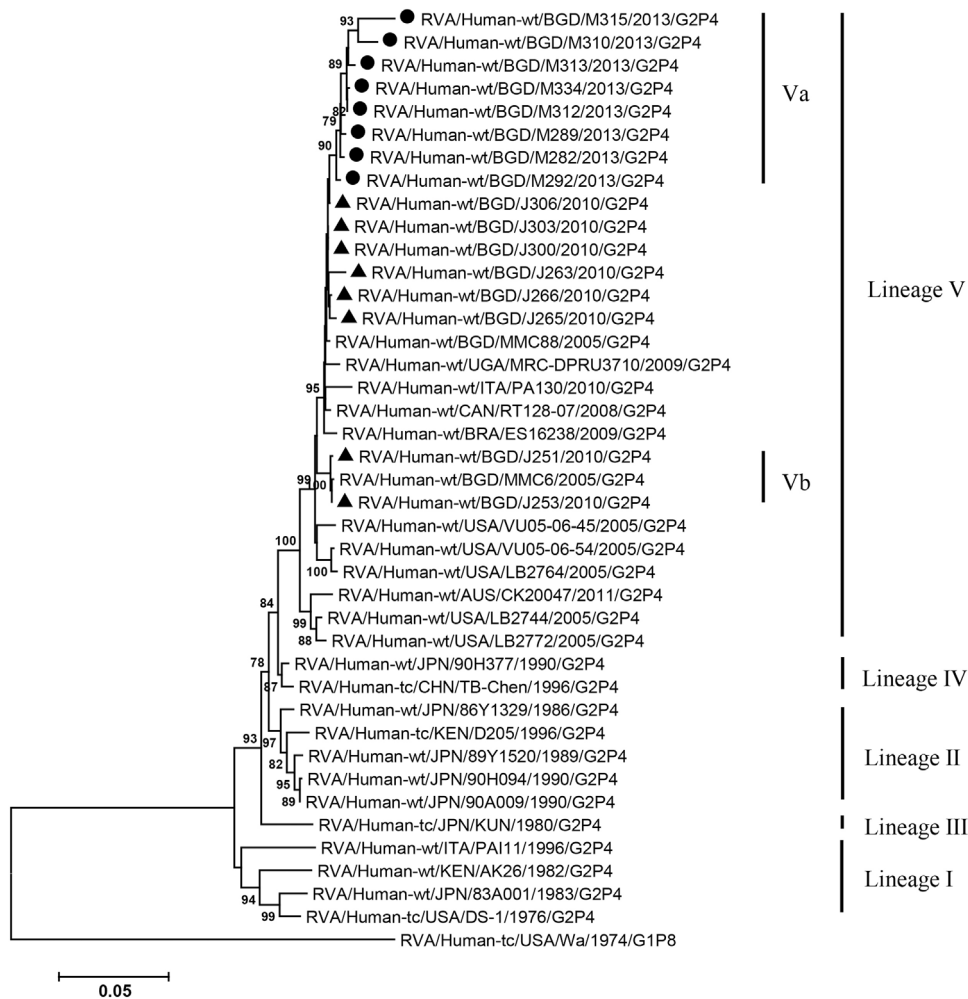 93
RVA/Human-wt/BGD/M315/2013/G2P4
RVA/Human-wt/BGD/M310/2013/G2P4
89
RVA/Human-wt/BGD/M313/2013/G2P4
RVA/Human-wt/BGD/M334/2013/G2P4
Va
82
RVA/Human-wt/BGD/M312/2013/G2P4
79
RVA/Human-wt/BGD/M289/2013/G2P4
90
RVA/Human-wt/BGD/M282/2013/G2P4
RVA/Human-wt/BGD/M292/2013/G2P4
RVA/Human-wt/BGD/J306/2010/G2P4
RVA/Human-wt/BGD/J303/2010/G2P4
RVA/Human-wt/BGD/J300/2010/G2P4
RVA/Human-wt/BGD/J263/2010/G2P4
Lineage V
RVA/Human-wt/BGD/J266/2010/G2P4
RVA/Human-wt/BGD/J265/2010/G2P4
RVA/Human-wt/BGD/MMC88/2005/G2P4
RVA/Human-wt/UGA/MRC-DPRU3710/2009/G2P4
95
RVA/Human-wt/ITA/PA130/2010/G2P4
RVA/Human-wt/CAN/RT128-07/2008/G2P4
RVA/Human-wt/BRA/ES16238/2009/G2P4
RVA/Human-wt/BGD/J251/2010/G2P4
99
RVA/Human-wt/BGD/MMC6/2005/G2P4
Vb
RVA/Human-wt/BGD/J253/2010/G2P4
RVA/Human-wt/USA/VU05-06-45/2005/G2P4
100
RVA/Human-wt/USA/VU05-06-54/2005/G2P4
100
RVA/Human-wt/USA/LB2764/2005/G2P4
RVA/Human-wt/AUS/CK20047/2011/G2P4
84
99
RVA/Human-wt/USA/LB2744/2005/G2P4
88
RVA/Human-wt/USA/LB2772/2005/G2P4
78
RVA/Human-wt/JPN/90H377/1990/G2P4
87
RVA/Human-tc/CHN/TB-Chen/1996/G2P4
Lineage IV
RVA/Human-wt/JPN/86Y1329/1986/G2P4
93
97
RVA/Human-tc/KEN/D205/1996/G2P4
82
RVA/Human-wt/JPN/89Y1520/1989/G2P4
Lineage II
95
RVA/Human-wt/JPN/90H094/1990/G2P4
89
RVA/Human-wt/JPN/90A009/1990/G2P4
RVA/Human-tc/JPN/KUN/1980/G2P4
Lineage III
RVA/Human-wt/ITA/PAI11/1996/G2P4
RVA/Human-wt/KEN/AK26/1982/G2P4
Lineage I
94
RVA/Human-wt/JPN/83A001/1983/G2P4
99
RVA/Human-tc/USA/DS-1/1976/G2P4
RVA/Human-tc/USA/Wa/1974/G1P8
0.05